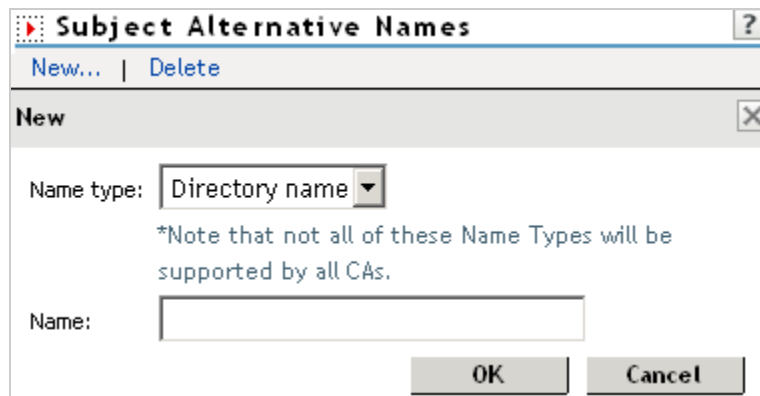 Subject Alternative Names ?
New... | Delete
New
Name type: Directory name
*Note that not all of these Name Types will be
supported by all CAs.
Name:
OK Cancel